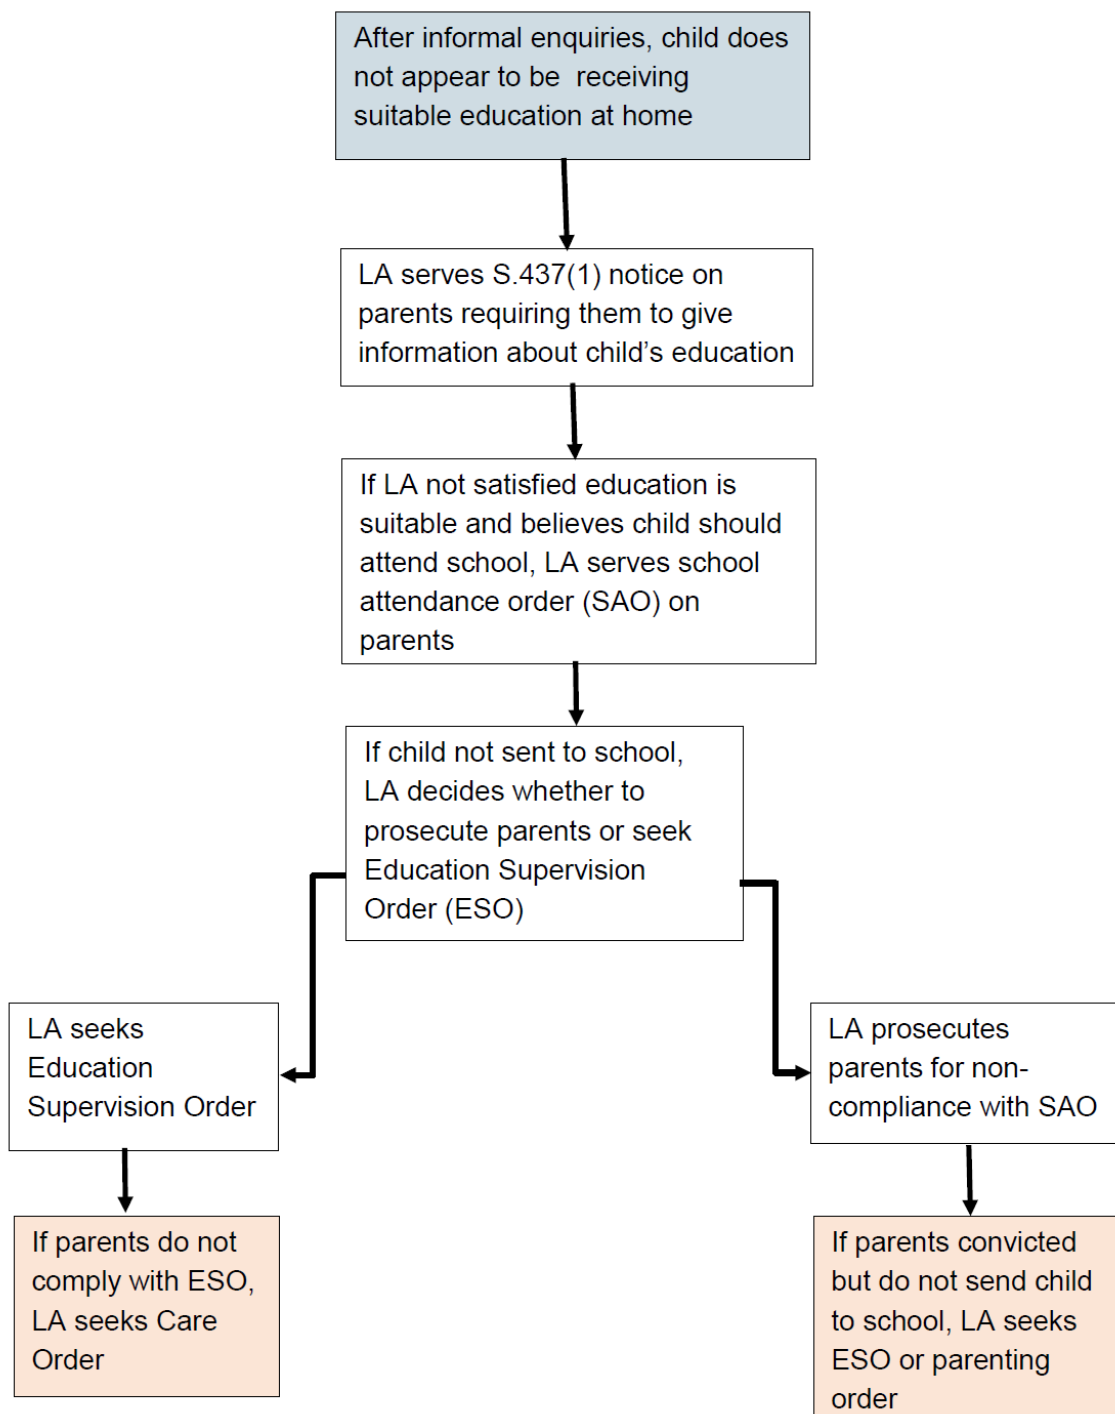 After informal enquiries, child does
not appear to be receiving
suitable education at home
LA serves S.437(1) notice on
parents requiring them to give
information about child's education
If LA not satisfied education is
suitable and believes child should
attend school, LA serves school
attendance order (SAO) on
parents
If child not sent to school,
LA decides whether to
prosecute parents or seek
Education Supervision
Order (ESO)
LA seeks
Education
Supervision Order
LA prosecutes
parents for non-
compliance with SAO
If parents do not
comply with ESO,
LA seeks Care
Order
If parents convicted
but do not send child
to school, LA seeks
ESO or parenting
order